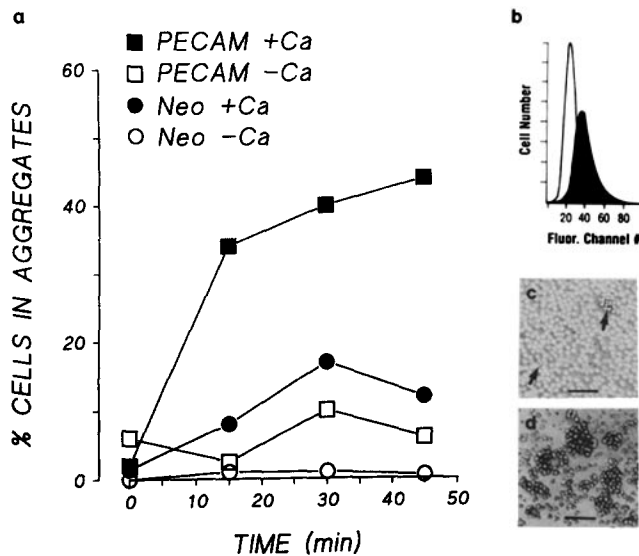 a
PECAM +Ca
PECAM -Ca
Neo +Ca
Neo -Ca
% CELLS IN AGGREGATES
60
40
20
0
0
10
20
30
40
50
TIME (min)
b
Cell Number
20 40 60 80
Fluor. Channel #
c
d